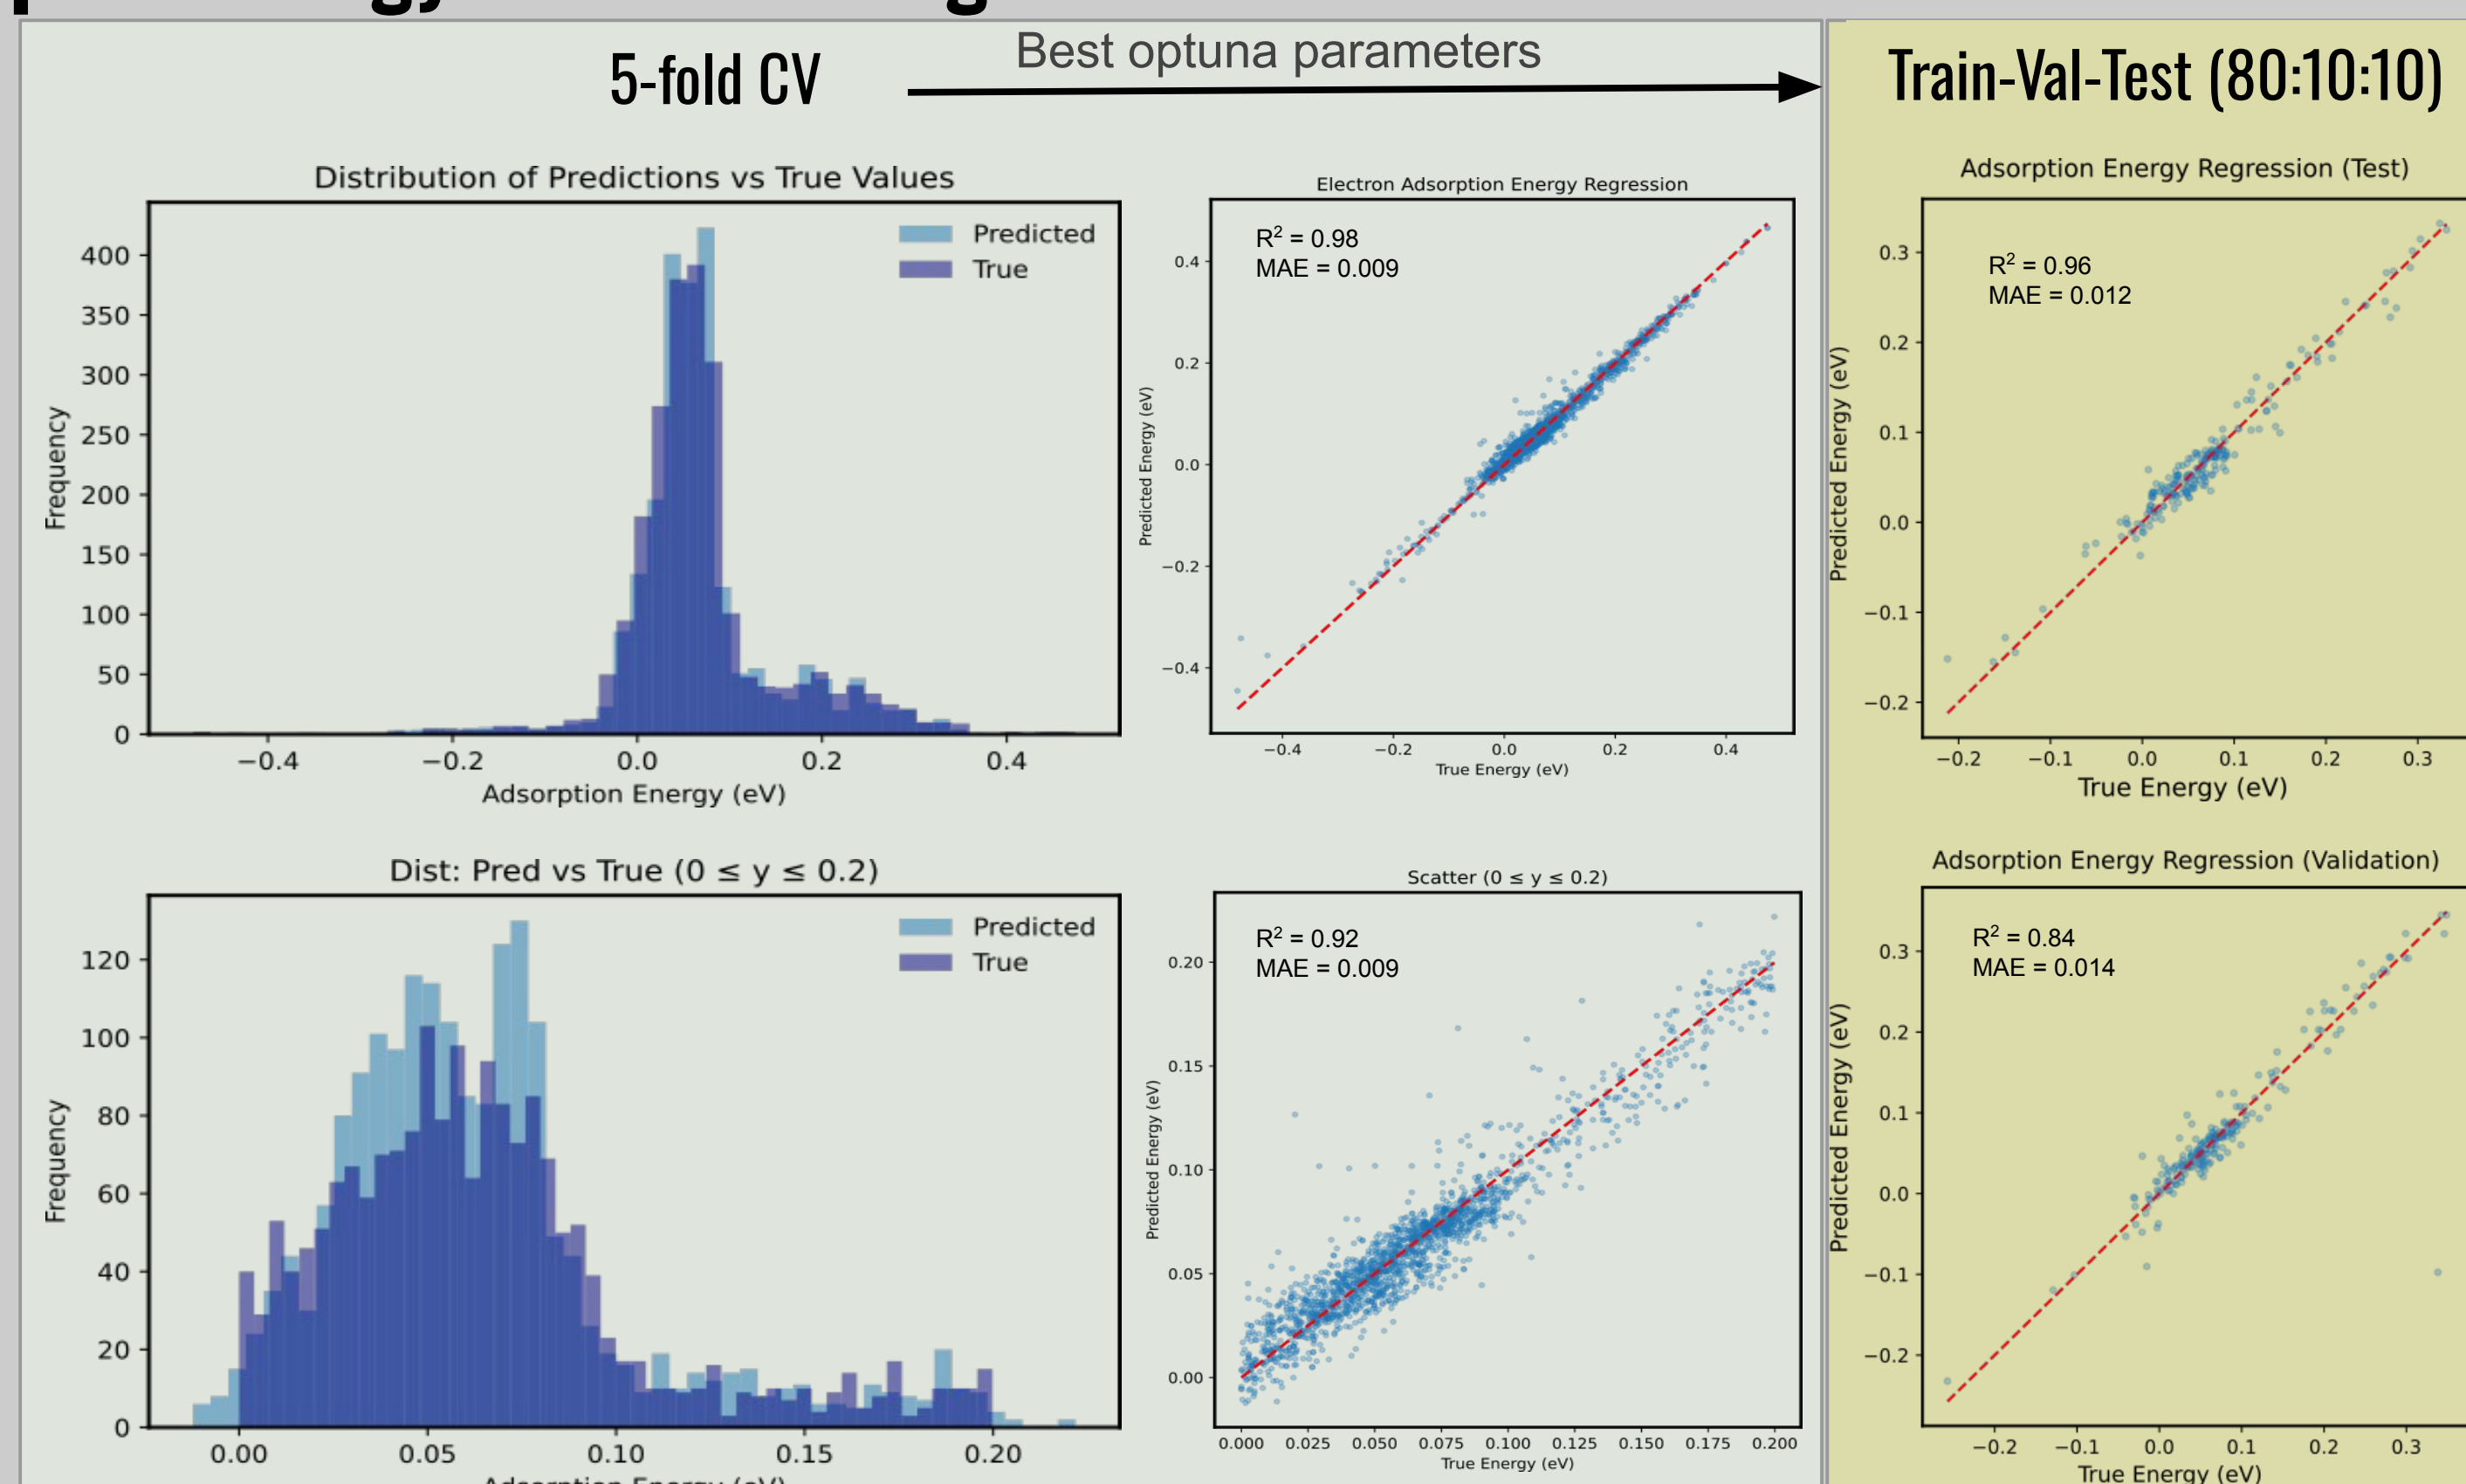 5-fold CV
Best optuna parameters
Train-Val-Test (80:10:10)
Distribution of Predictions vs True Values
Predicted
True
400
350
300
250
200
150
100
50
0
Frequency
−0.4 −0.2 0.0 0.2 0.4
Adsorption Energy (eV)
Electron Adsorption Energy Regression
R² = 0.98
MAE = 0.009
0.4
0.2
0.0
−0.2
−0.4
Predicted Energy (eV)
−0.4 −0.2 0.0 0.2 0.4
True Energy (eV)
Adsorption Energy Regression (Test)
R² = 0.96
MAE = 0.012
0.3
0.2
0.1
0.0
−0.1
−0.2
Predicted Energy (eV)
−0.2 −0.1 0.0 0.1 0.2 0.3
True Energy (eV)
Dist: Pred vs True (0 ≤ y ≤ 0.2)
Predicted
True
120
100
80
60
40
20
0
Frequency
0.00 0.05 0.10 0.15 0.20
Adsorption Energy (eV)
Scatter (0 ≤ y ≤ 0.2)
R² = 0.92
MAE = 0.009
0.20
0.15
0.10
0.05
0.00
Predicted Energy (eV)
0.000 0.025 0.050 0.075 0.100 0.125 0.150 0.175 0.200
True Energy (eV)
Adsorption Energy Regression (Validation)
R² = 0.84
MAE = 0.014
0.3
0.2
0.1
0.0
−0.1
−0.2
Predicted Energy (eV)
−0.2 −0.1 0.0 0.1 0.2 0.3
True Energy (eV)